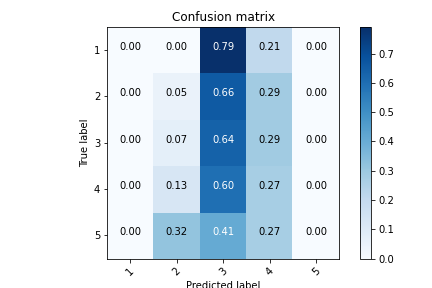 Confusion matrix
1 0.00 0.00 0.79 0.21 0.00
2 0.00 0.05 0.66 0.29 0.00
3 0.00 0.07 0.64 0.29 0.00
4 0.00 0.13 0.60 0.27 0.00
5 0.00 0.32 0.41 0.27 0.00
True label
1 2 3 4 5
Predicted label
0.7
0.6
0.5
0.4
0.3
0.2
0.1
0.0